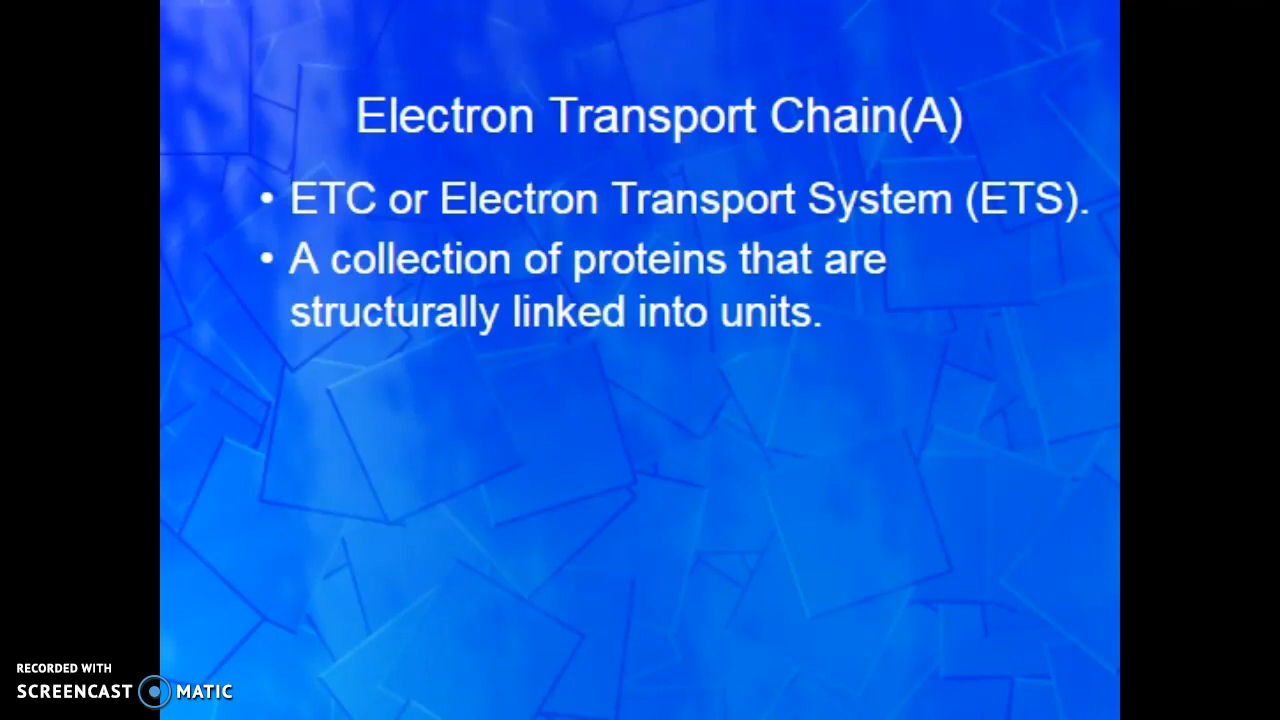 Electron Transport Chain(A)
• ETC or Electron Transport System (ETS).
• A collection of proteins that are
structurally linked into units.
RECORDED WITH
SCREENCAST MATIC